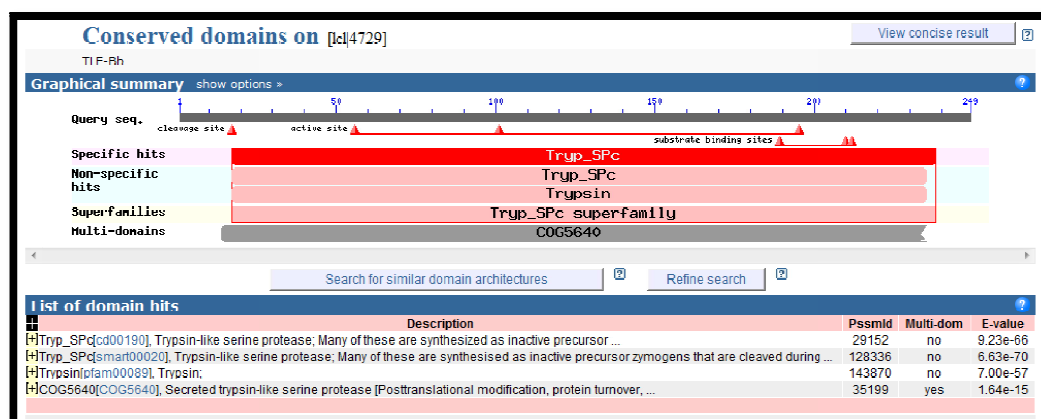 Conserved domains on [lcl|4729]
View concise result ?
TLE-Bh
Graphical summary show options » ?
1 50 100 150 200 249
Query seq.
cleavage site active site
substrate binding sites
Specific hits Tryp_SPc
Non-specific hits Tryp_SPc
Trypsin
Superfamilies Tryp_SPc superfamily
Multi-domains COG5640
Search for similar domain architectures ? Refine search ?
List of domain hits ?
+ Description PssmId Multi-dom E-value
[+]Tryp_SPc[cd00190], Trypsin-like serine protease; Many of these are synthesized as inactive precursor ... 29152 no 9.23e-66
[+]Tryp_SPc[smart00020], Trypsin-like serine protease; Many of these are synthesised as inactive precursor zymogens that are cleaved during ... 128336 no 6.63e-70
[+]Trypsin[pfam00089], Trypsin; 143870 no 7.00e-57
[+]COG5640[COG5640], Secreted trypsin-like serine protease [Posttranslational modification, protein turnover, ... 35199 yes 1.64e-15